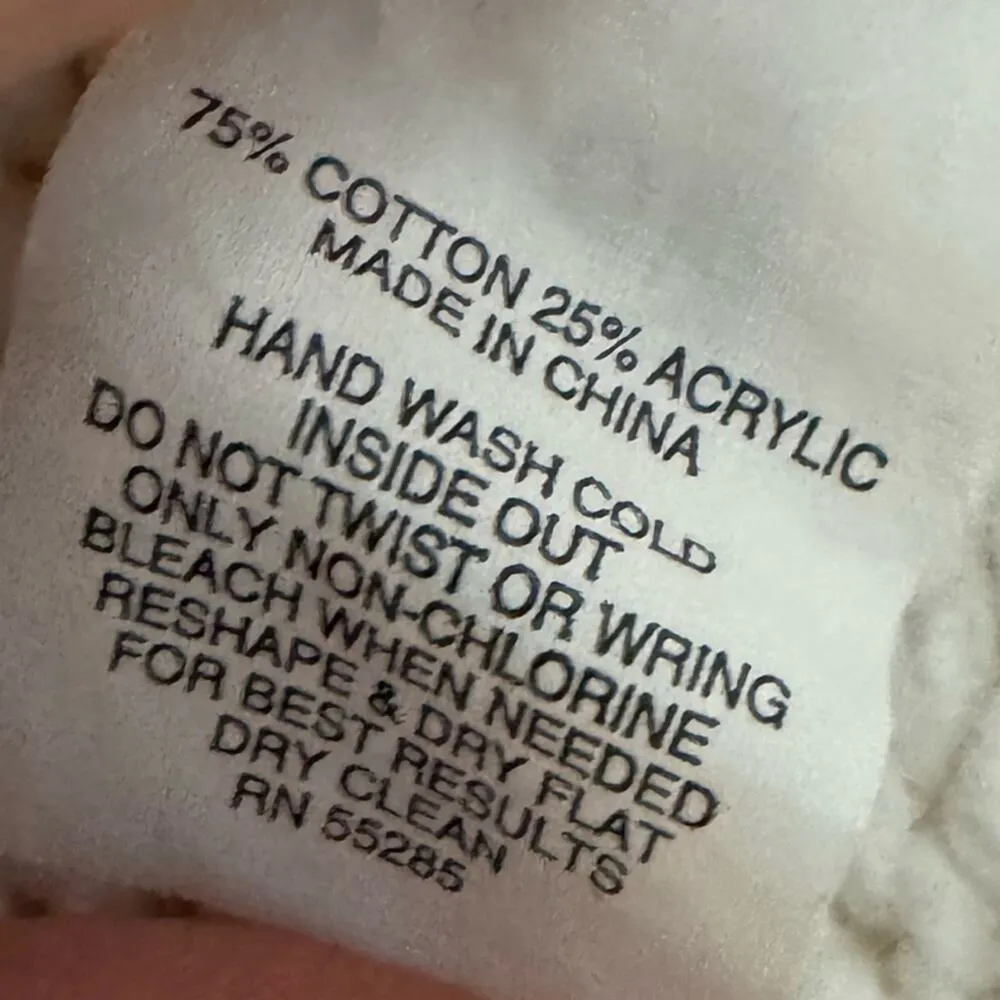 75% COTTON 25% ACRYLIC
MADE IN CHINA
HAND WASH COLD
INSIDE OUT
DO NOT TWIST OR WRING
ONLY NON-CHLORINE
BLEACH WHEN NEEDED
RESHAPE & DRY FLAT
FOR BEST RESULTS
DRY CLEAN
RN 55285